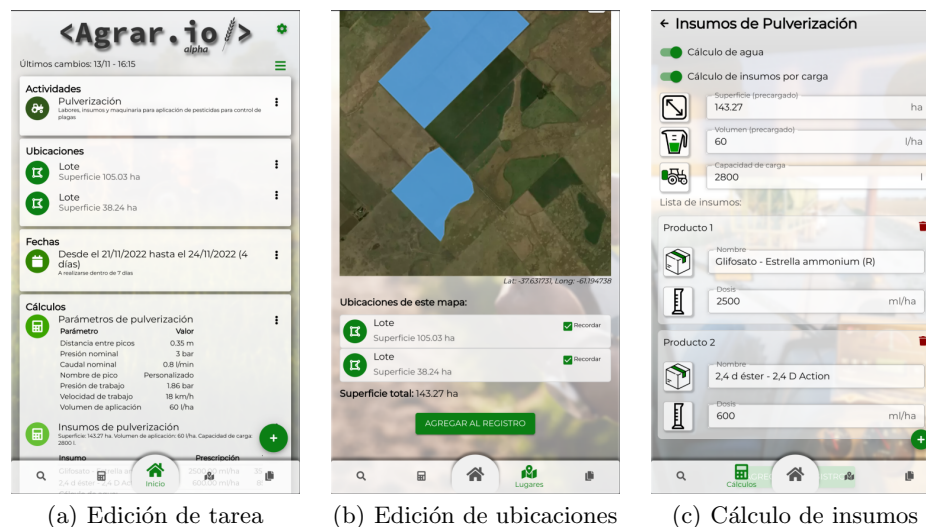 <Agrar.io/>
alpha
Últimos cambios: 13/11 - 16:15
Actividades
Pulverización
Labores, insumos y maquinaria para aplicación de pesticidas para control de
plagas
Ubicaciones
Lote
Superficie 105.03 ha
Lote
Superficie 38.24 ha
Fechas
Desde el 21/11/2022 hasta el 24/11/2022 (4
días)
A realizarse dentro de 7 días
Cálculos
Parámetros de pulverización
Parámetro Valor
Distancia entre picos 0.35 m
Presión nominal 3 bar
Caudal nominal 0.8 l/min
Nombre de pico Personalizado
Presión de trabajo 1.86 bar
Velocidad de trabajo 18 km/h
Volumen de aplicación 60 l/ha
Insumos de pulverización
Superficie: 143.27 ha. Volumen de aplicación: 60 l/ha. Capacidad de carga:
2800 l.
Insumo Prescripción
Inicio
(a) Edición de tarea
Lat: -37.631731, Long: -61.194738
Ubicaciones de este mapa:
Lote
Superficie 105.03 ha
Recordar
Lote
Superficie 38.24 ha
Recordar
Superficie total: 143.27 ha
AGREGAR AL REGISTRO
Lugares
(b) Edición de ubicaciones
← Insumos de Pulverización
Cálculo de agua
Cálculo de insumos por carga
Superficie (precargado)
143.27 ha
Volumen (precargado)
60 l/ha
Capacidad de carga
2800 l
Lista de insumos:
Producto 1
Nombre
Glifosato - Estrella ammonium (R)
Dosis
2500 ml/ha
Producto 2
Nombre
2,4 d éster - 2,4 D Action
Dosis
600 ml/ha
Cálculos
(c) Cálculo de insumos